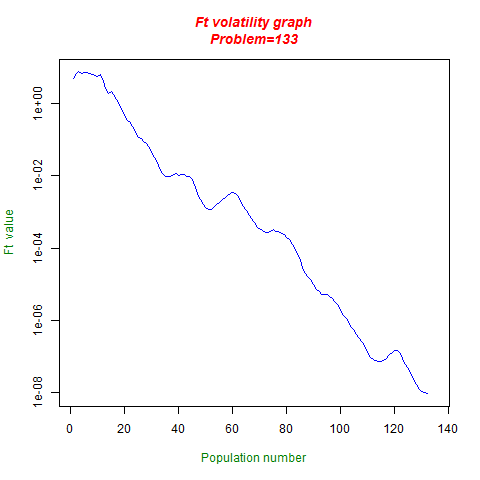 Ft volatility graph
Problem=133
Ft value
1e+00
1e-02
1e-04
1e-06
1e-08
0 20 40 60 80 100 120 140
Population number